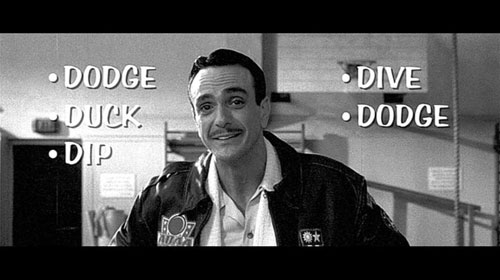 • DODGE
• DUCK
• DIP
• DIVE
• DODGE